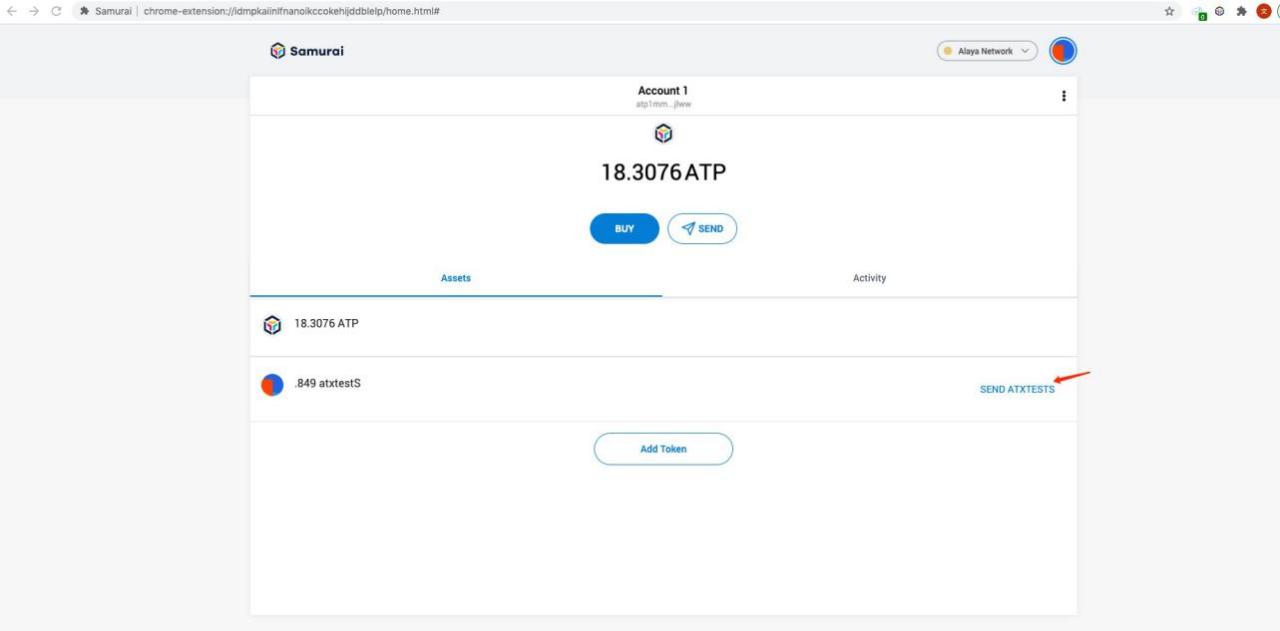 Samurai | chrome-extension://idmpkaiinlfnanoikccokehijddblelp/home.html#
Samurai
Alaya Network
Account 1
atp1mm...jlww
18.3076 ATP
BUY
SEND
Assets
Activity
18.3076 ATP
.849 atxtestS
SEND ATXTESTS
Add Token